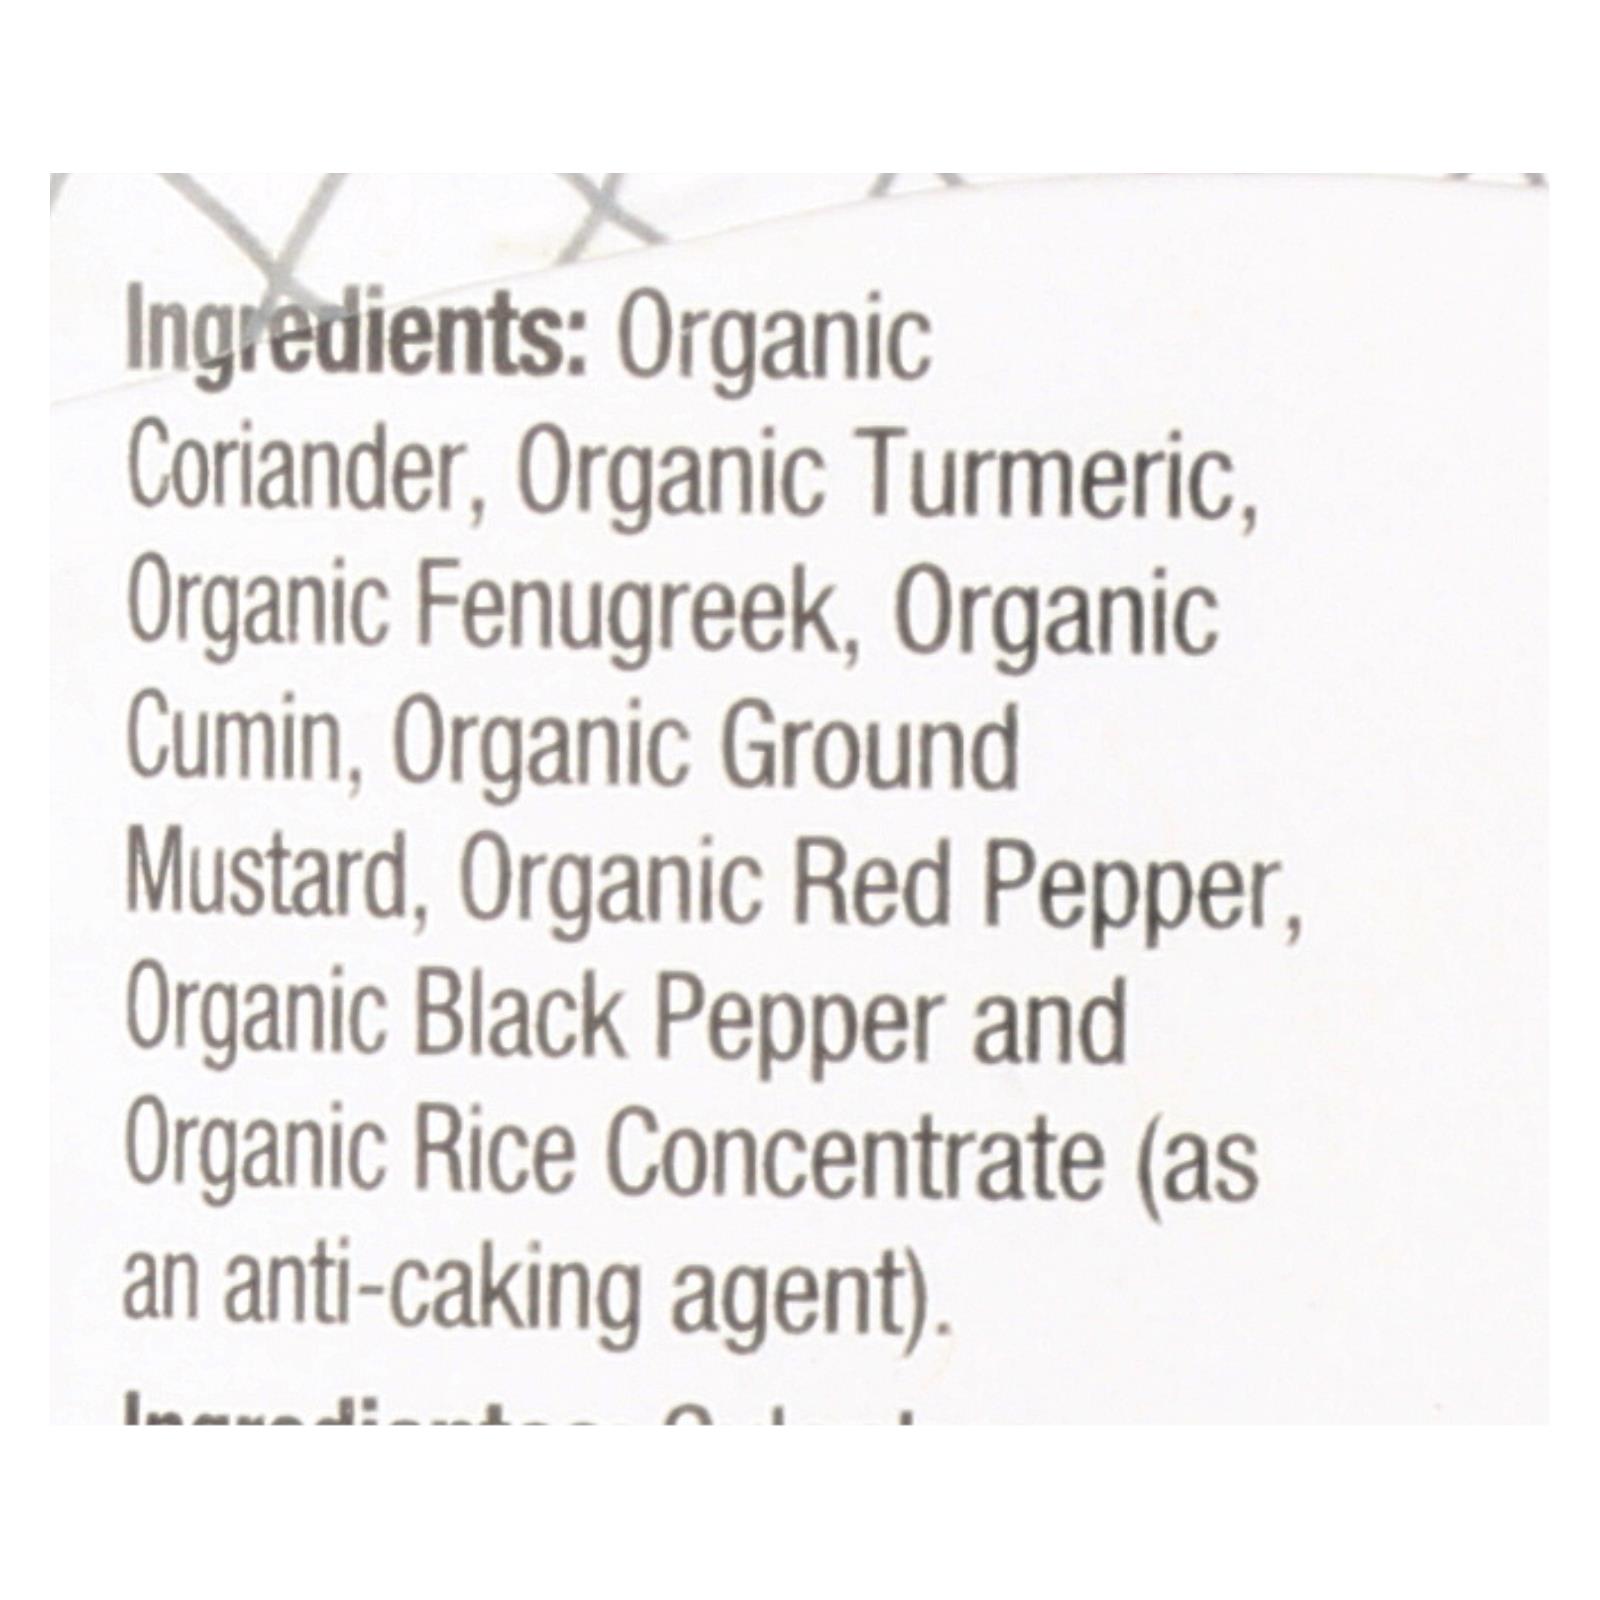 Ingredients: Organic
Coriander, Organic Turmeric,
Organic Fenugreek, Organic
Cumin, Organic Ground
Mustard, Organic Red Pepper,
Organic Black Pepper and
Organic Rice Concentrate (as
an anti-caking agent).